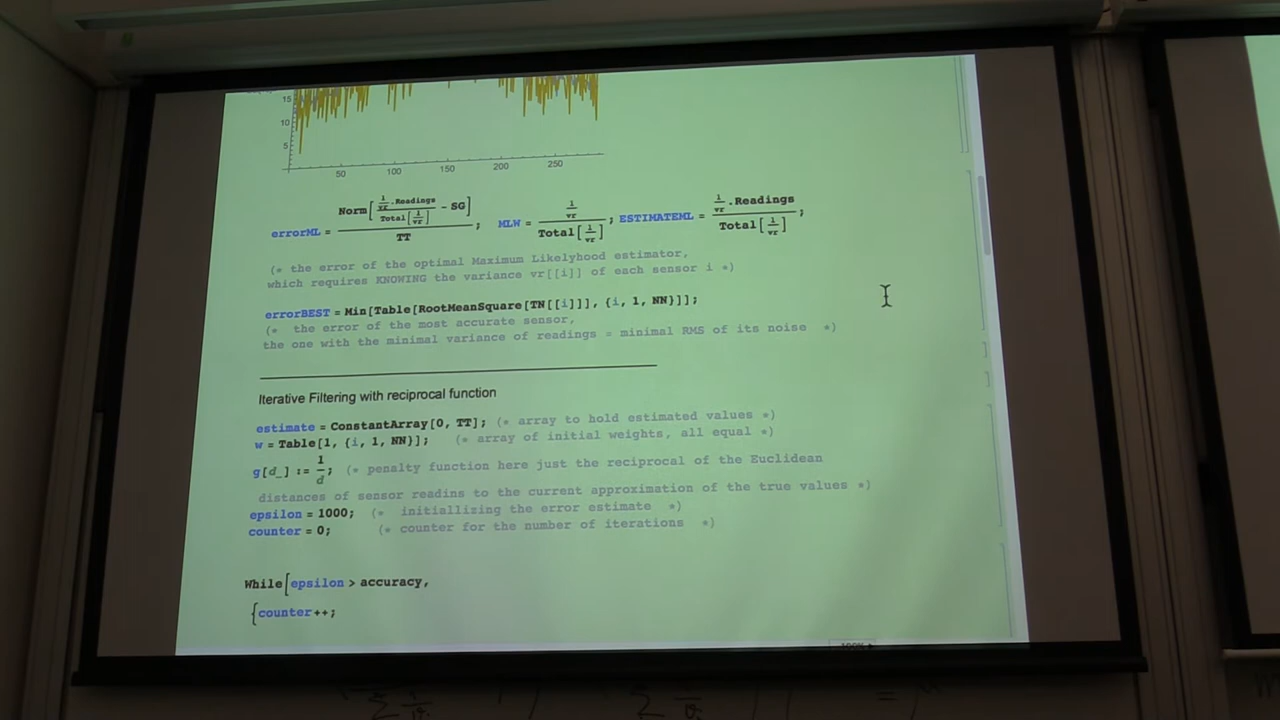 15
10
5
50 100 150 200 250
errorML = Norm[ 1/vr.Readings / Total[1/vr] - SG] / TT ; MLW = 1/vr / Total[1/vr] ; ESTIMATEML = 1/vr.Readings / Total[1/vr] ;
(* the error of the optimal Maximum Likelyhood estimator,
which requires KNOWING the variance vr[[i]] of each sensor i *)
errorBEST = Min[Table[RootMeanSquare[TN[[i]]], {i, 1, NN}]];
(* the error of the most accurate sensor,
the one with the minimal variance of readings = minimal RMS of its noise *)
Iterative Filtering with reciprocal function
estimate = ConstantArray[0, TT]; (* array to hold estimated values *)
w = Table[1, {i, 1, NN}]; (* array of initial weights, all equal *)
g[d_] := 1/d; (* penalty function here just the reciprocal of the Euclidean
distances of sensor readins to the current approximation of the true values *)
epsilon = 1000; (* initiallizing the error estimate *)
counter = 0; (* counter for the number of iterations *)
While[epsilon > accuracy,
{counter++;
100%